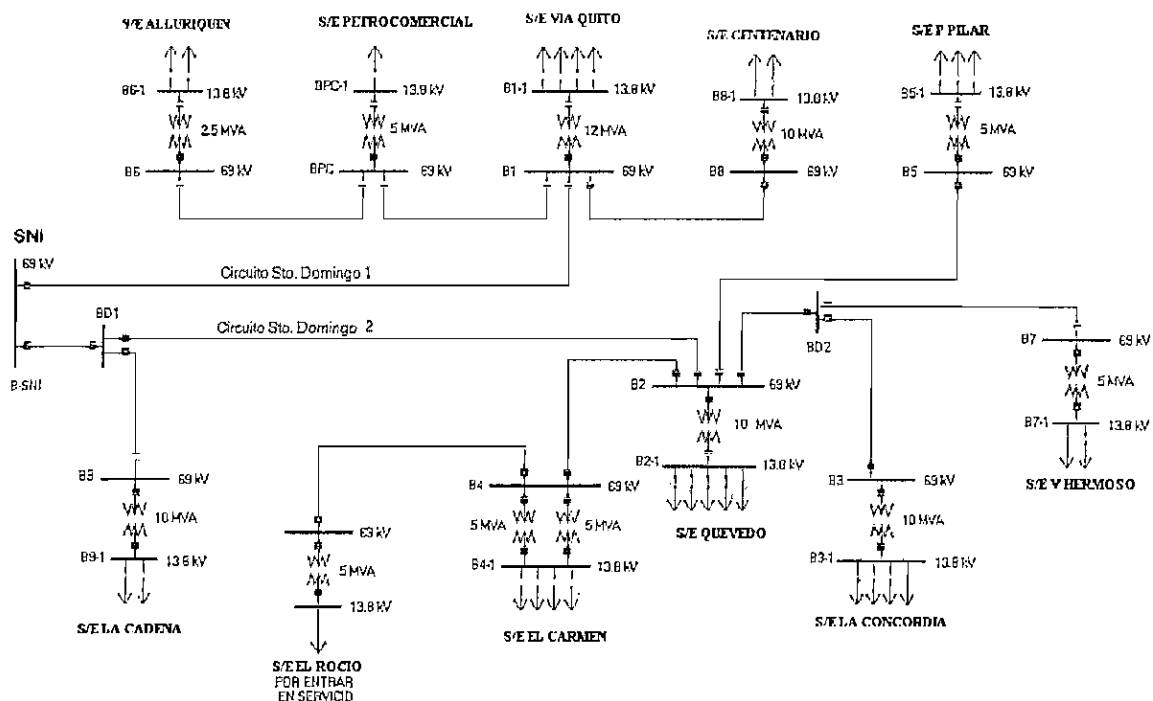 S/E ALLURIQUIN
S/E PETROCOMERCIAL
S/E VIA QUITO
S/E CENTENARIO
S/E P PILAR
B6-1
13.8 kV
BPC-1
13.8 kV
B1-1
13.8 kV
B8-1
13.8 kV
B5-1
13.8 kV
2.5 MVA
5 MVA
12 MVA
10 MVA
5 MVA
B6
69 kV
BPC
69 kV
B1
69 kV
B8
69 kV
B5
69 kV
SNI
69 kV
Circuito Sto. Domingo 1
BD1
Circuito Sto. Domingo 2
B-SNI
BD2
B7
69 kV
B2
69 kV
5 MVA
10 MVA
B7-1
13.8 kV
B2-1
13.8 kV
S/E V HERMOSO
S/E QUEVEDO
B9
69 kV
B4
69 kV
B3
69 kV
10 MVA
5 MVA
5 MVA
10 MVA
69 kV
B9-1
13.8 kV
5 MVA
B4-1
13.8 kV
B3-1
13.8 kV
13.8 kV
S/E LA CADENA
S/E EL CARMEN
S/E LA CONCORDIA
S/E EL ROCIO
POR ENTRAR
EN SERVICIO